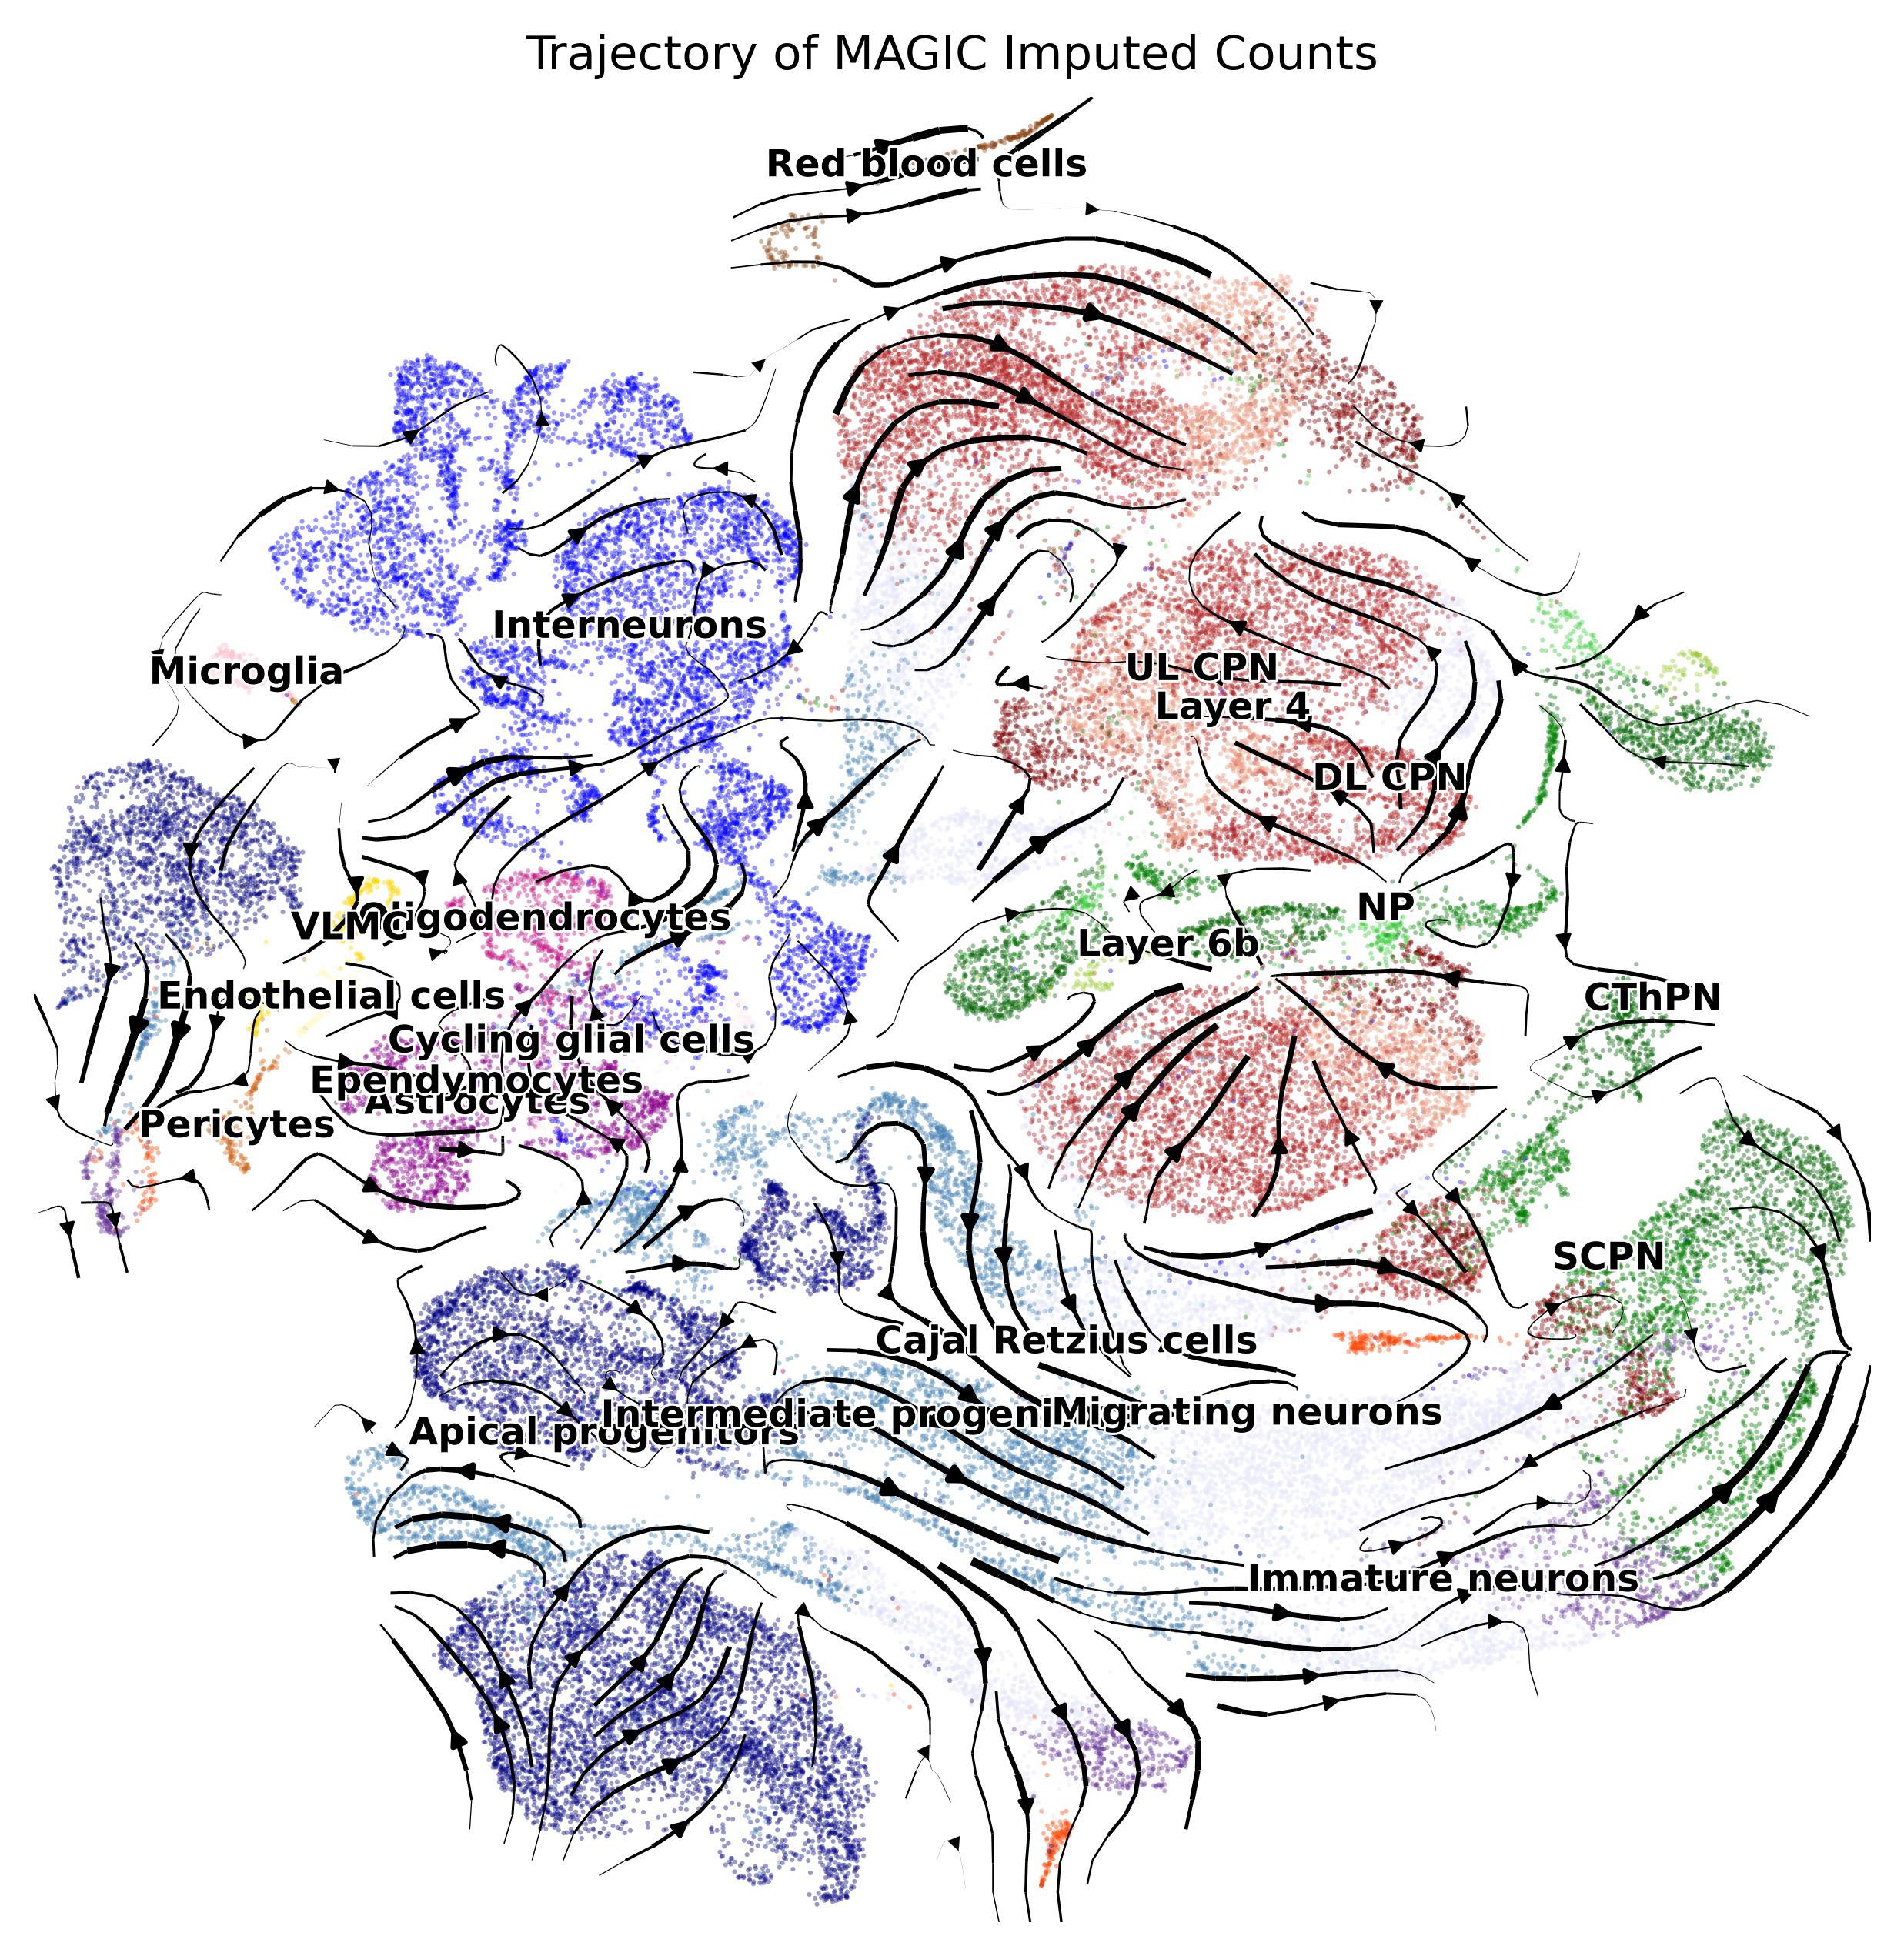 Trajectory of MAGIC Imputed Counts
Red blood cells
Interneurons
Microglia
UL CPN
Layer 4
DL CPN
NP
Oligodendrocytes
VLMC
Layer 6b
Endothelial cells
CThPN
Cycling glial cells
Ependymocytes
Astrocytes
Pericytes
SCPN
Cajal Retzius cells
Intermediate progeni
Migrating neurons
Apical progenitors
Immature neurons